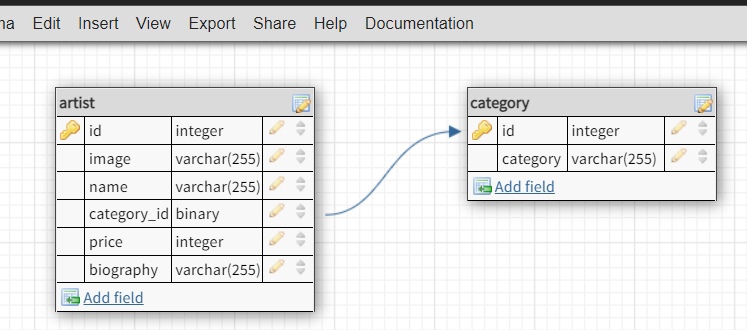 Edit Insert View Export Share Help Documentation
artist
id integer
image varchar(255)
name varchar(255)
category_id binary
price integer
biography varchar(255)
Add field
category
id integer
category varchar(255)
Add field